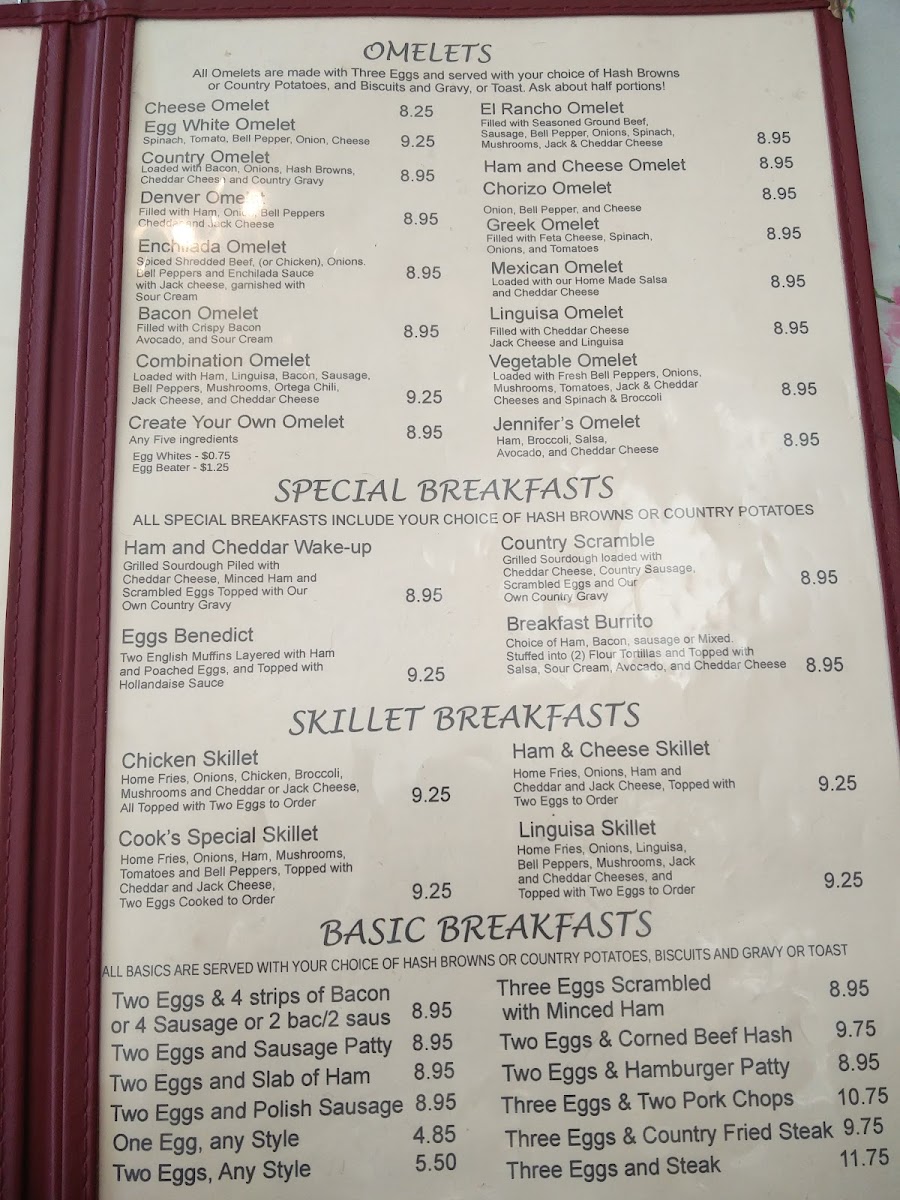 OMELETS
All Omelets are made with Three Eggs and served with your choice of Hash Browns
or Country Potatoes, and Biscuits and Gravy, or Toast. Ask about half portions!
Cheese Omelet 8.25
Egg White Omelet
Spinach, Tomato, Bell Pepper, Onion, Cheese 9.25
Country Omelet
Loaded with Bacon, Onions, Hash Browns,
Cheddar Cheese and Country Gravy 8.95
Denver Omelet
Filled with Ham, Onion, Bell Peppers
Cheddar and Jack Cheese 8.95
Enchilada Omelet
Spiced Shredded Beef, (or Chicken), Onions.
Bell Peppers and Enchilada Sauce
with Jack cheese, garnished with 8.95
Sour Cream
Bacon Omelet
Filled with Crispy Bacon
Avocado, and Sour Cream 8.95
Combination Omelet
Loaded with Ham, Linguisa, Bacon, Sausage,
Bell Peppers, Mushrooms, Ortega Chili,
Jack Cheese, and Cheddar Cheese 9.25
Create Your Own Omelet
Any Five ingredients 8.95
Egg Whites - $0.75
Egg Beater - $1.25
El Rancho Omelet
Filled with Seasoned Ground Beef,
Sausage, Bell Pepper, Onions, Spinach,
Mushrooms, Jack & Cheddar Cheese 8.95
Ham and Cheese Omelet 8.95
Chorizo Omelet 8.95
Onion, Bell Pepper, and Cheese
Greek Omelet
Filled with Feta Cheese, Spinach, 8.95
Onions, and Tomatoes
Mexican Omelet
Loaded with our Home Made Salsa 8.95
and Cheddar Cheese
Linguisa Omelet
Filled with Cheddar Cheese 8.95
Jack Cheese and Linguisa
Vegetable Omelet
Loaded with Fresh Bell Peppers, Onions,
Mushrooms, Tomatoes, Jack & Cheddar 8.95
Cheeses and Spinach & Broccoli
Jennifer's Omelet
Ham, Broccoli, Salsa, 8.95
Avocado, and Cheddar Cheese
SPECIAL BREAKFASTS
ALL SPECIAL BREAKFASTS INCLUDE YOUR CHOICE OF HASH BROWNS OR COUNTRY POTATOES
Ham and Cheddar Wake-up
Grilled Sourdough Piled with
Cheddar Cheese, Minced Ham and
Scrambled Eggs Topped with Our 8.95
Own Country Gravy
Eggs Benedict
Two English Muffins Layered with Ham
and Poached Eggs, and Topped with 9.25
Hollandaise Sauce
Country Scramble
Grilled Sourdough loaded with
Cheddar Cheese, Country Sausage, 8.95
Scrambled Eggs and Our
Own Country Gravy
Breakfast Burrito
Choice of Ham, Bacon, sausage or Mixed.
Stuffed into (2) Flour Tortillas and Topped with
Salsa, Sour Cream, Avocado, and Cheddar Cheese 8.95
SKILLET BREAKFASTS
Chicken Skillet
Home Fries, Onions, Chicken, Broccoli,
Mushrooms and Cheddar or Jack Cheese, 9.25
All Topped with Two Eggs to Order
Cook's Special Skillet
Home Fries, Onions, Ham, Mushrooms,
Tomatoes and Bell Peppers, Topped with
Cheddar and Jack Cheese, 9.25
Two Eggs Cooked to Order
Ham & Cheese Skillet
Home Fries, Onions, Ham and
Cheddar and Jack Cheese, Topped with 9.25
Two Eggs to Order
Linguisa Skillet
Home Fries, Onions, Linguisa,
Bell Peppers, Mushrooms, Jack
and Cheddar Cheeses, and 9.25
Topped with Two Eggs to Order
BASIC BREAKFASTS
ALL BASICS ARE SERVED WITH YOUR CHOICE OF HASH BROWNS OR COUNTRY POTATOES, BISCUITS AND GRAVY OR TOAST
Two Eggs & 4 strips of Bacon
or 4 Sausage or 2 bac/2 saus 8.95
Two Eggs and Sausage Patty 8.95
Two Eggs and Slab of Ham 8.95
Two Eggs and Polish Sausage 8.95
One Egg, any Style 4.85
Two Eggs, Any Style 5.50
Three Eggs Scrambled 8.95
with Minced Ham
Two Eggs & Corned Beef Hash 9.75
Two Eggs & Hamburger Patty 8.95
Three Eggs & Two Pork Chops 10.75
Three Eggs & Country Fried Steak 9.75
Three Eggs and Steak 11.75